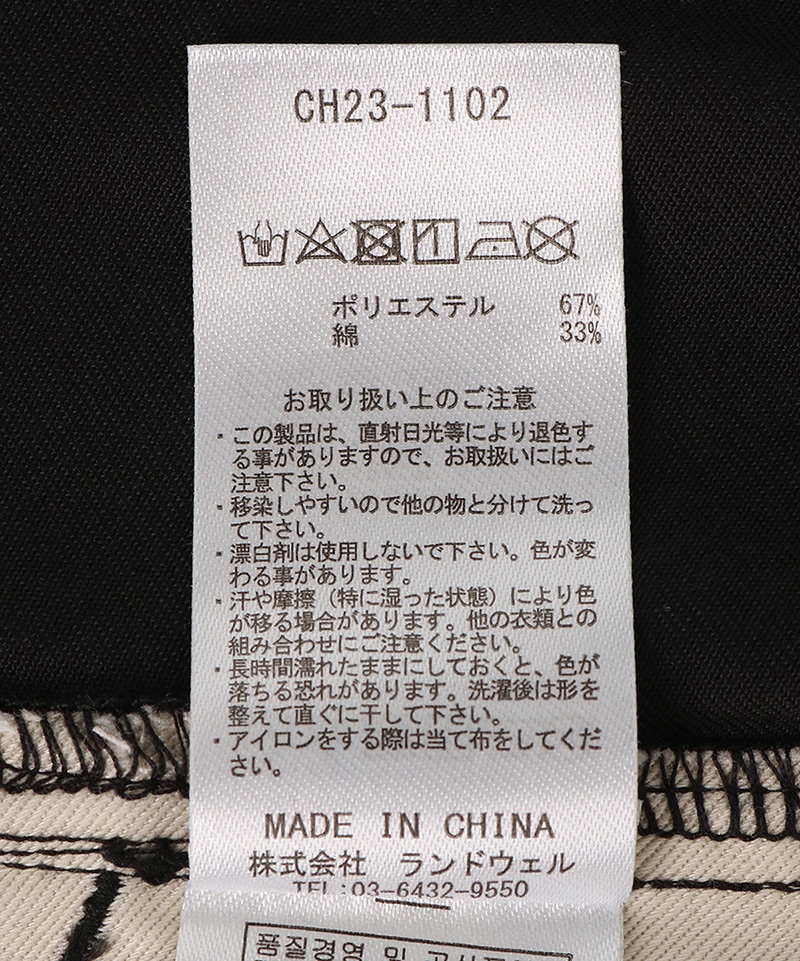 CH23-1102
ポリエステル 67%
綿 33%
お取り扱い上のご注意
・この製品は、直射日光等により退色す
る事がありますので、お取扱いにはご
注意下さい。
・移染しやすいので他の物と分けて洗っ
て下さい。
・漂白剤は使用しないで下さい。色が変
わる事があります。
・汗や摩擦（特に湿った状態）により色
が移る場合があります。他の衣類との
組み合わせにご注意ください。
・長時間濡れたままにしておくと、色が
落ちる恐れがあります。洗濯後は形を
整えて直ぐに干して下さい。
・アイロンをする際は当て布をしてくだ
さい。
MADE IN CHINA
株式会社 ランドウェル
TEL:03-6432-9550
품질경영 및